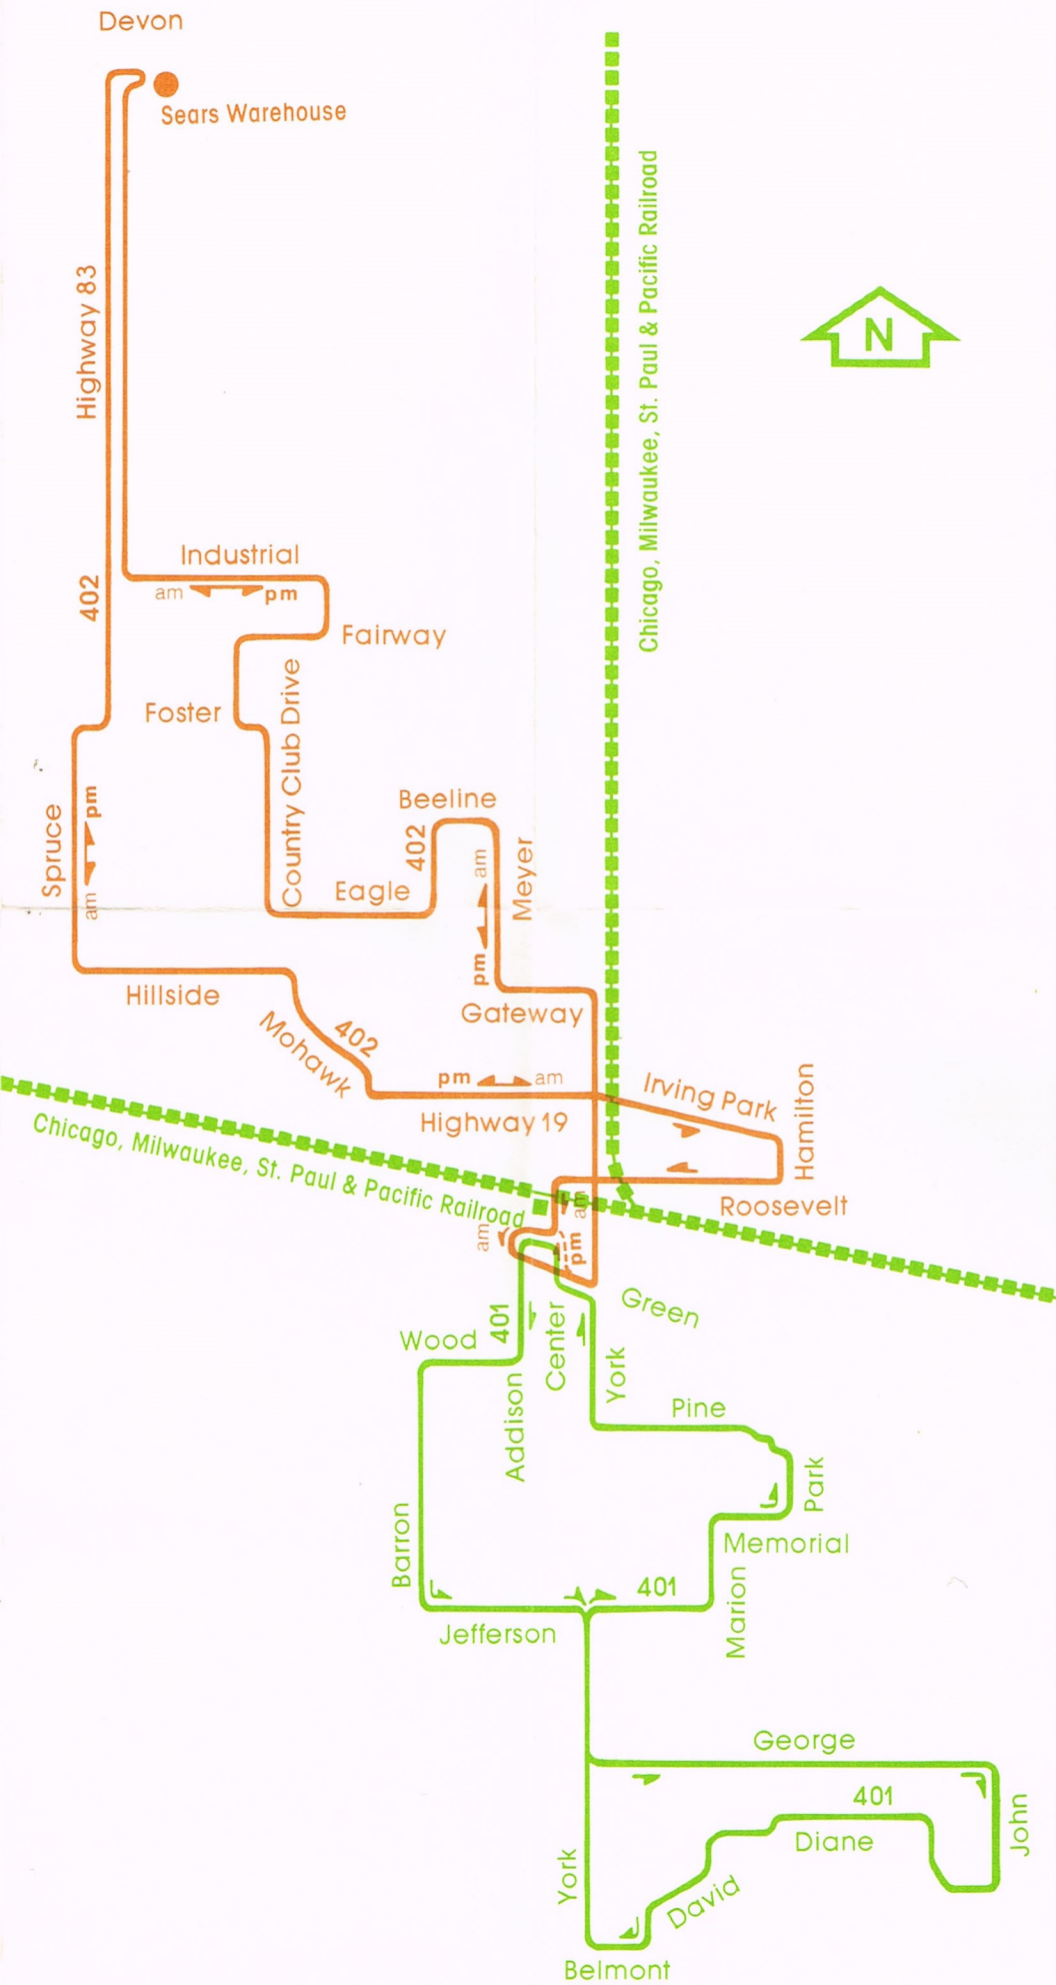 Devon
Sears Warehouse
Chicago, Milwaukee, St. Paul & Pacific Railroad
Highway 83
N
Industrial
402
am
pm
Fairway
Foster
Country Club Drive
Spruce
pm
am
Beeline
402
am
Meyer
Eagle
pm
Hillside
Gateway
Mohawk
402
pm
am
Irving Park
Hamilton
Highway 19
Chicago, Milwaukee, St. Paul & Pacific Railroad
Roosevelt
am
am
pm
Green
401
Center
Wood
York
Addison
Pine
Park
Barron
Memorial
401
Marion
Jefferson
George
401
John
Diane
York
David
Belmont